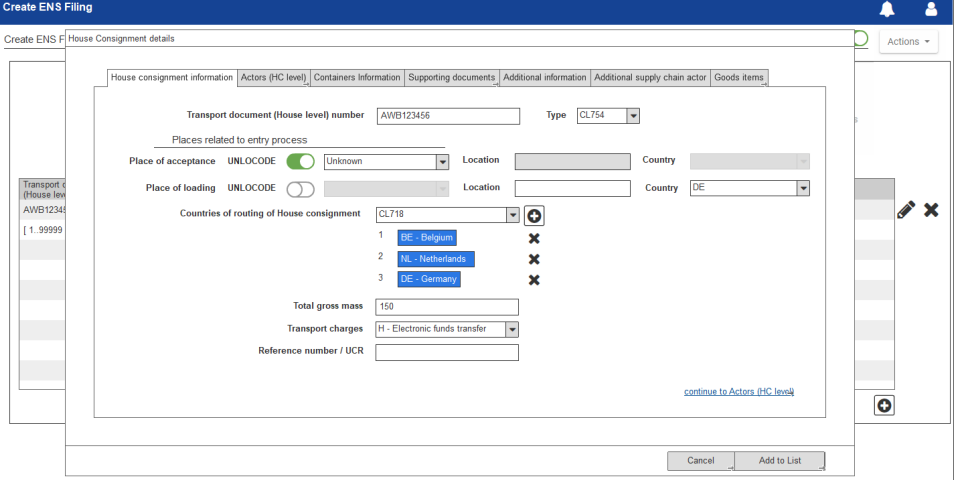 Create ENS Filing
Create ENS F
House Consignment details
Actions
House consignment information Actors (HC level) Containers Information Supporting documents Additional information Additional supply chain actor Goods items
Transport document (House level) number AWB123456 Type CL754
Places related to entry process
Place of acceptance UNLOCODE Unknown Location Country
Place of loading UNLOCODE Location Country DE
Transport d
(House lev
AWB12345
[ 1..99999
Countries of routing of House consignment CL718
1 BE - Belgium
2 NL - Netherlands
3 DE - Germany
Total gross mass 150
Transport charges H - Electronic funds transfer
Reference number / UCR
continue to Actors (HC level)
Cancel Add to List